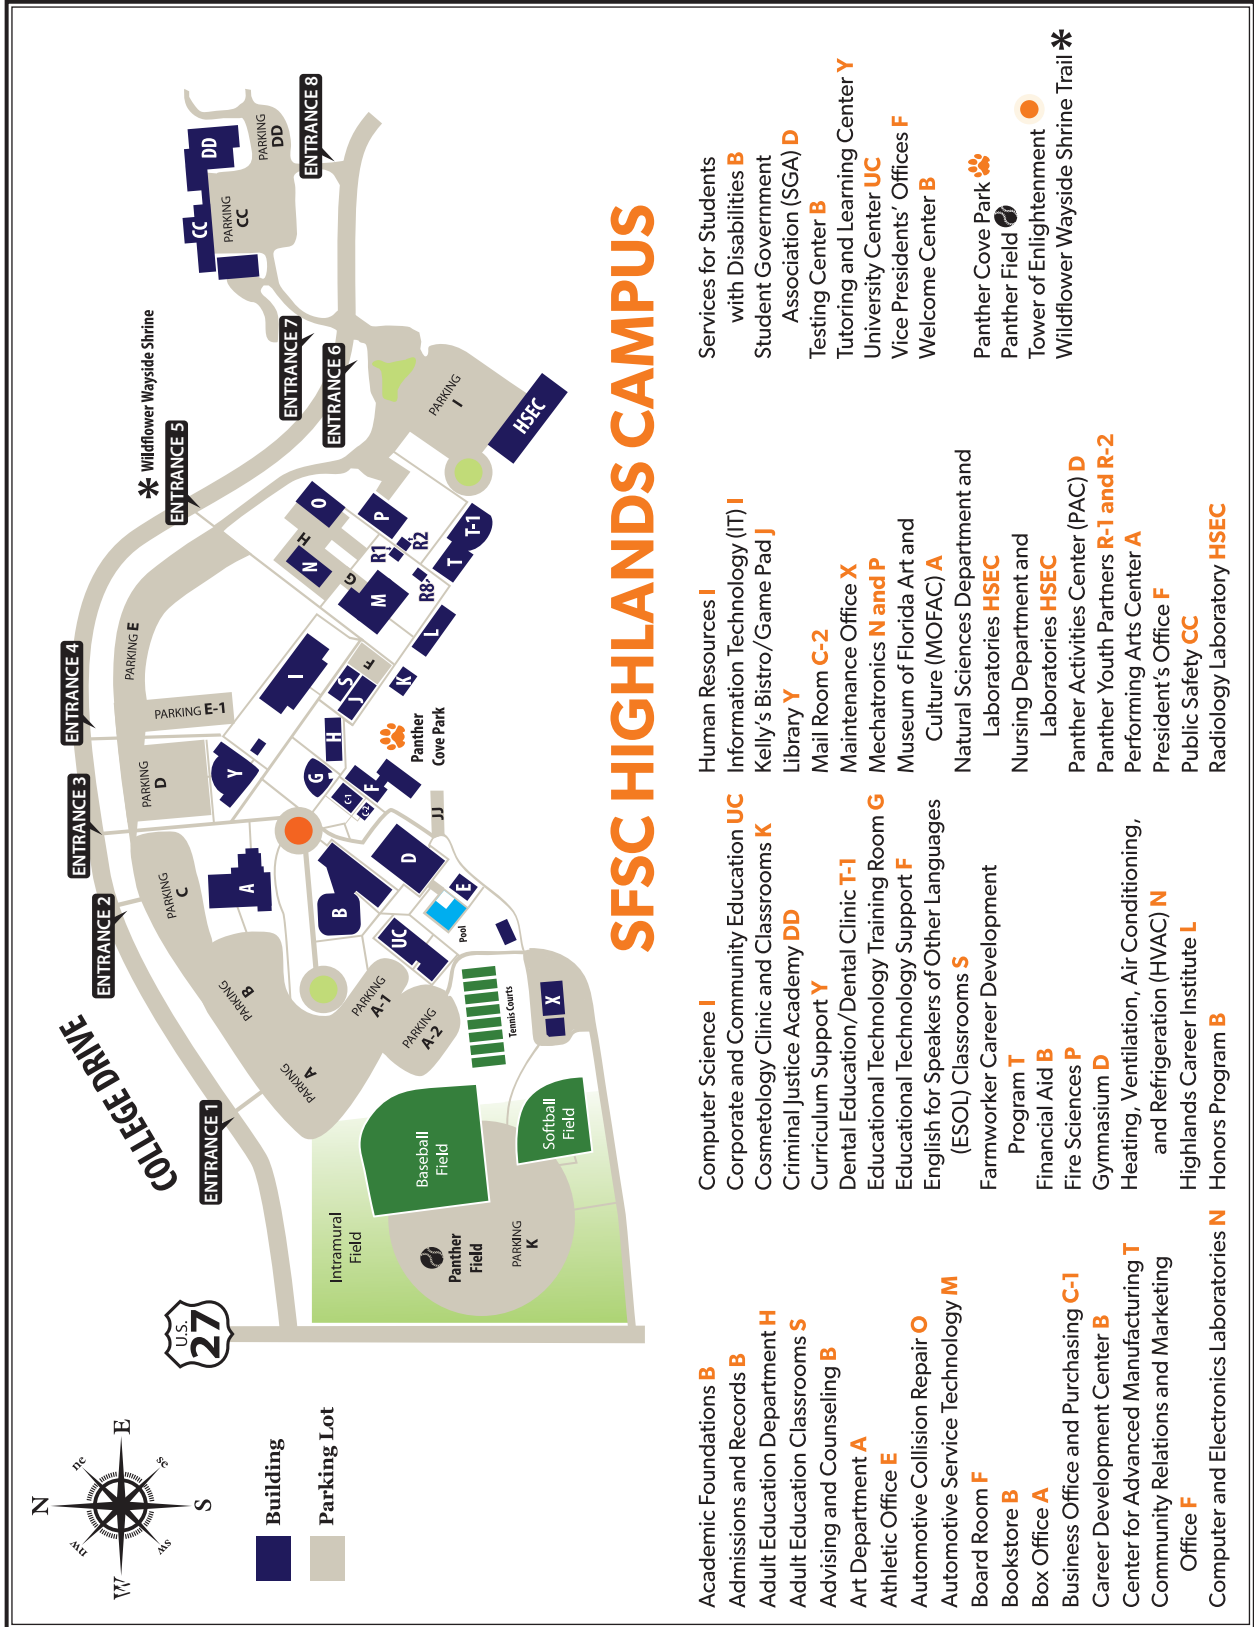 N
ne
E
se
S
sw
W
nw
Building
Parking Lot
U.S.
27
COLLEGE DRIVE
ENTRANCE 1
ENTRANCE 2
ENTRANCE 3
ENTRANCE 4
ENTRANCE 5
ENTRANCE 6
ENTRANCE 7
ENTRANCE 8
* Wildflower Wayside Shrine
Intramural
Field
Baseball
Field
Softball
Field
Panther
Field
PARKING
K
PARKING
A
PARKING
B
PARKING
A-1
PARKING
A-2
PARKING
C
PARKING
D
PARKING E-1
PARKING E
PARKING
I
PARKING
CC
PARKING
DD
Tennis Courts
Pool
Panther
Cove Park
A
B
UC
D
E
X
JJ
Y
G
C-1
C-2
F
H
I
J
S
F
K
L
M
G
N
H
O
P
R1
R2
R8
T
T-1
HSEC
CC
DD
SFSC HIGHLANDS CAMPUS
Academic Foundations B
Admissions and Records B
Adult Education Department H
Adult Education Classrooms S
Advising and Counseling B
Art Department A
Athletic Office E
Automotive Collision Repair O
Automotive Service Technology M
Board Room F
Bookstore B
Box Office A
Business Office and Purchasing C-1
Career Development Center B
Center for Advanced Manufacturing T
Community Relations and Marketing
Office F
Computer and Electronics Laboratories N
Computer Science I
Corporate and Community Education UC
Cosmetology Clinic and Classrooms K
Criminal Justice Academy DD
Curriculum Support Y
Dental Education/Dental Clinic T-1
Educational Technology Training Room G
Educational Technology Support F
English for Speakers of Other Languages
(ESOL) Classrooms S
Farmworker Career Development
Program T
Financial Aid B
Fire Sciences P
Gymnasium D
Heating, Ventilation, Air Conditioning,
and Refrigeration (HVAC) N
Highlands Career Institute L
Honors Program B
Human Resources I
Information Technology (IT) I
Kelly's Bistro/Game Pad J
Library Y
Mail Room C-2
Maintenance Office X
Mechatronics N and P
Museum of Florida Art and
Culture (MOFAC) A
Natural Sciences Department and
Laboratories HSEC
Nursing Department and
Laboratories HSEC
Panther Activities Center (PAC) D
Panther Youth Partners R-1 and R-2
Performing Arts Center A
President's Office F
Public Safety CC
Radiology Laboratory HSEC
Services for Students
with Disabilities B
Student Government
Association (SGA) D
Testing Center B
Tutoring and Learning Center Y
University Center UC
Vice Presidents' Offices F
Welcome Center B
Panther Cove Park
Panther Field
Tower of Enlightenment
Wildflower Wayside Shrine Trail *